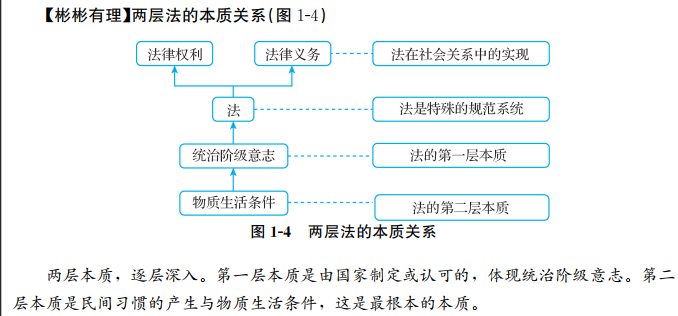 【彬彬有理】两层法的本质关系(图 1-4)
法律权利 法律义务 法在社会关系中的实现
法 法是特殊的规范系统
统治阶级意志 法的第一层本质
物质生活条件 法的第二层本质
图 1-4 两层法的本质关系
两层本质，逐层深入。第一层本质是由国家制定或认可的，体现统治阶级意志。第二
层本质是民间习惯的产生与物质生活条件，这是最根本的本质。